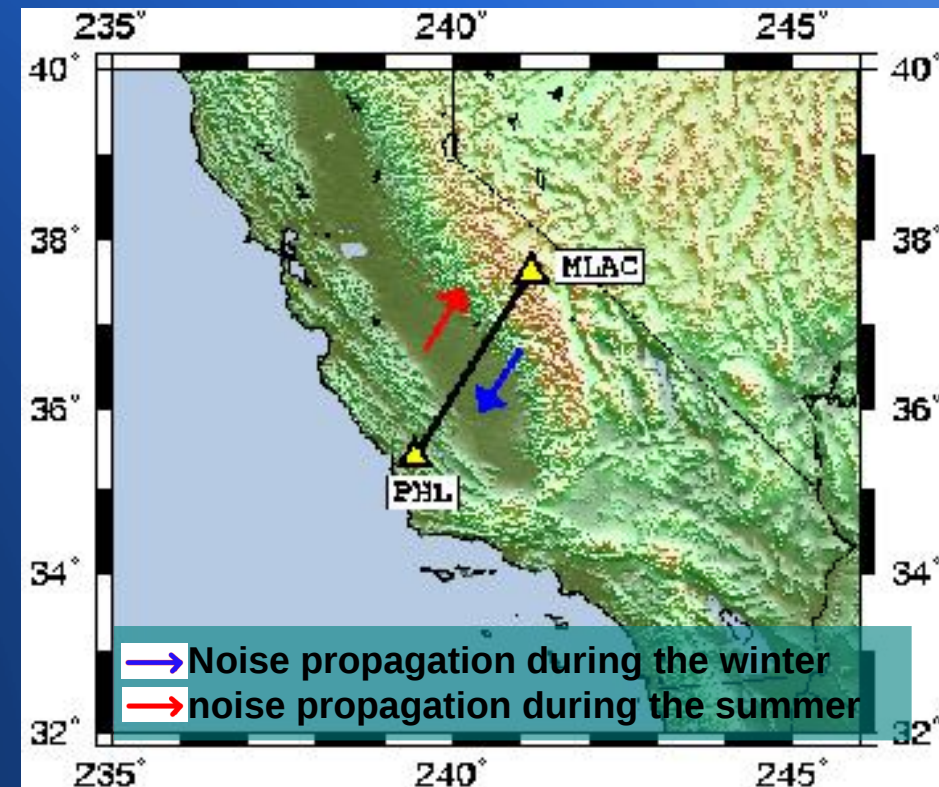 235° 240° 245°
40° 40°
38° 38°
MLAC
36° 36°
PHL
34° 34°
Noise propagation during the winter
noise propagation during the summer
32° 32°
235° 240° 245°